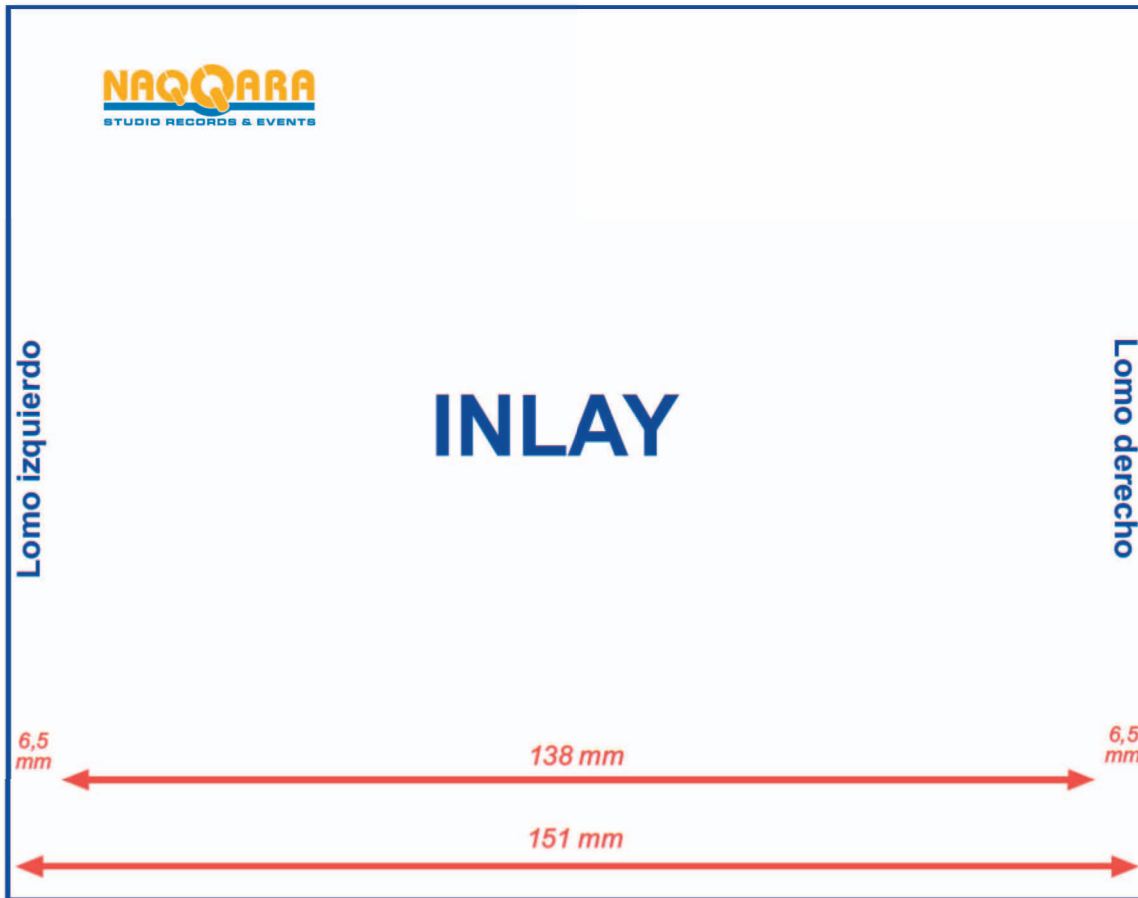 NAQQARA
STUDIO RECORDS & EVENTS
Lomo izquierdo
INLAY
Lomo derecho
6,5
mm
138 mm
6,5
mm
151 mm